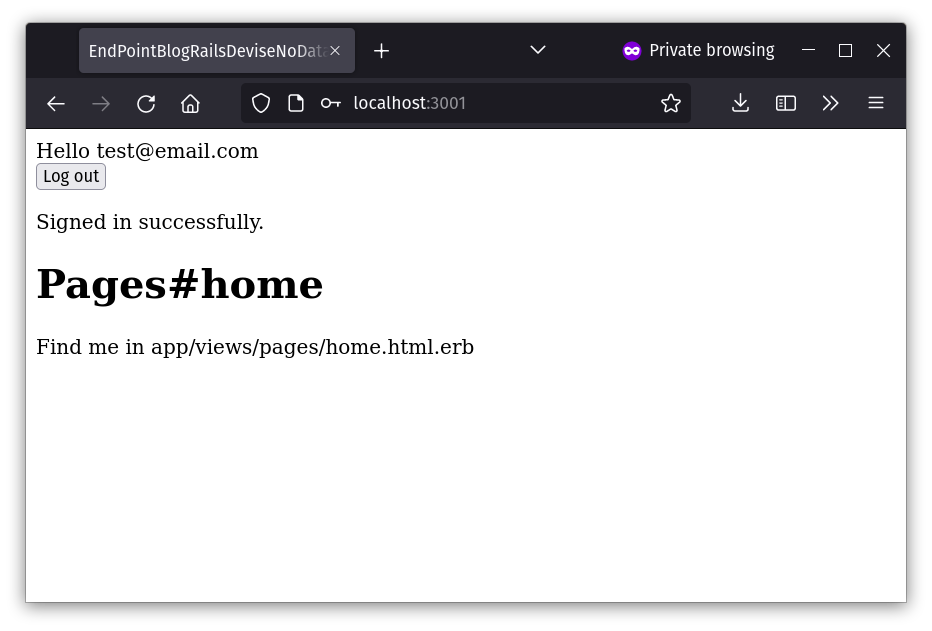 EndPointBlogRailsDeviseNoData
Private browsing
localhost:3001
Hello test@email.com
Log out
Signed in successfully.
Pages#home
Find me in app/views/pages/home.html.erb